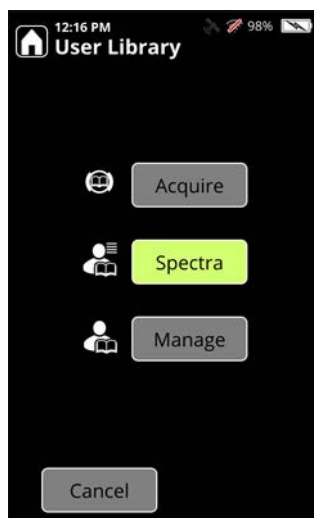 12:16 PM
98%
User Library
Acquire
Spectra
Manage
Cancel